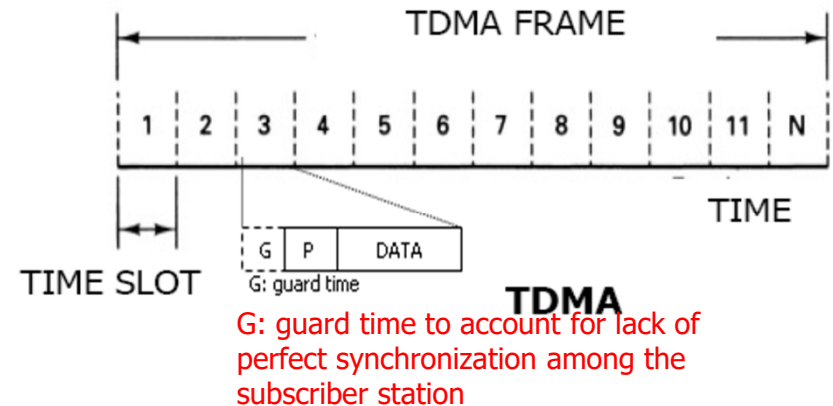 TDMA FRAME
1 2 3 4 5 6 7 8 9 10 11 N
TIME
TIME SLOT
G P DATA
G: guard time
TDMA
G: guard time to account for lack of
perfect synchronization among the
subscriber station